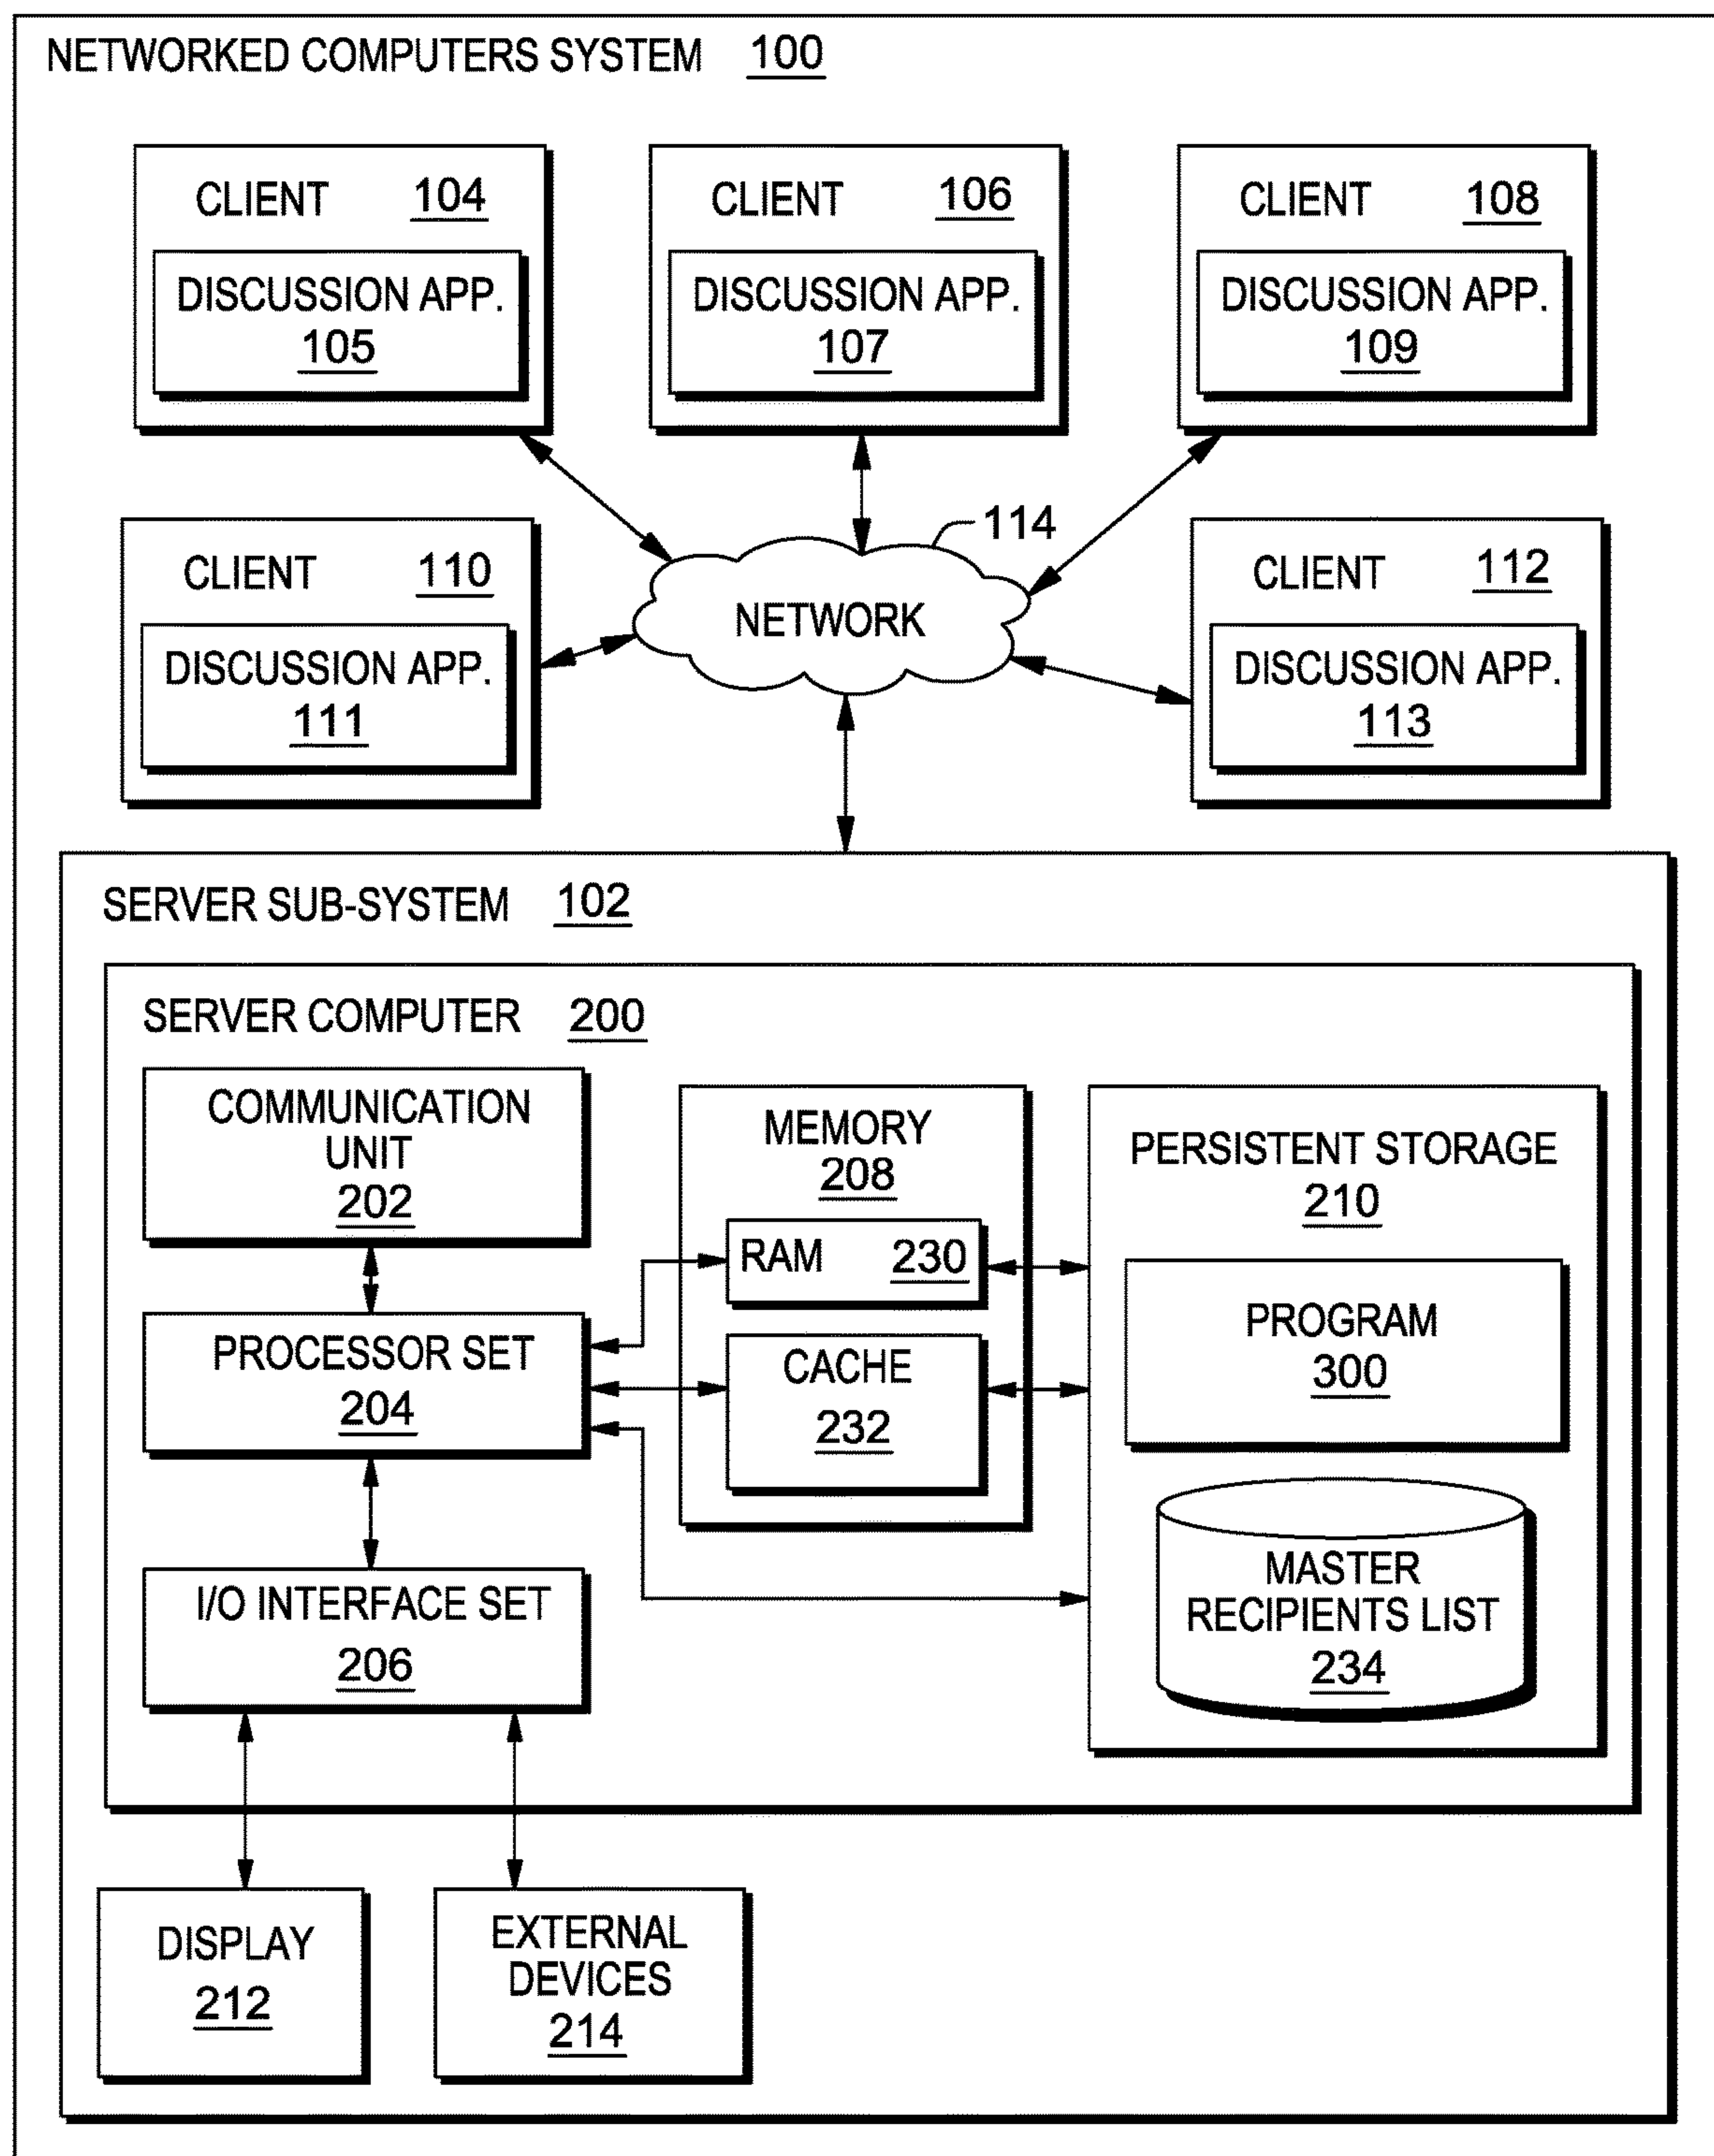 NETWORKED COMPUTERS SYSTEM 100
CLIENT 104
DISCUSSION APP.
105
CLIENT 106
DISCUSSION APP.
107
CLIENT 108
DISCUSSION APP.
109
114
CLIENT 110
DISCUSSION APP.
111
NETWORK
CLIENT 112
DISCUSSION APP.
113
SERVER SUB-SYSTEM 102
SERVER COMPUTER 200
COMMUNICATION
UNIT
202
PROCESSOR SET
204
I/O INTERFACE SET
206
MEMORY
208
RAM 230
CACHE
232
PERSISTENT STORAGE
210
PROGRAM
300
MASTER
RECIPIENTS LIST
234
DISPLAY
212
EXTERNAL
DEVICES
214